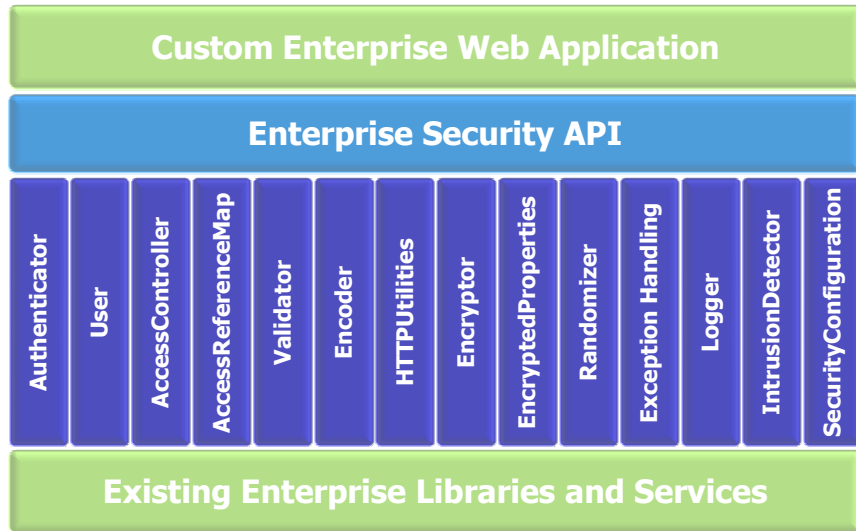 Custom Enterprise Web Application
Enterprise Security API
Authenticator
User
AccessController
AccessReferenceMap
Validator
Encoder
HTTPUtilities
Encryptor
EncryptedProperties
Randomizer
Exception Handling
Logger
IntrusionDetector
SecurityConfiguration
Existing Enterprise Libraries and Services